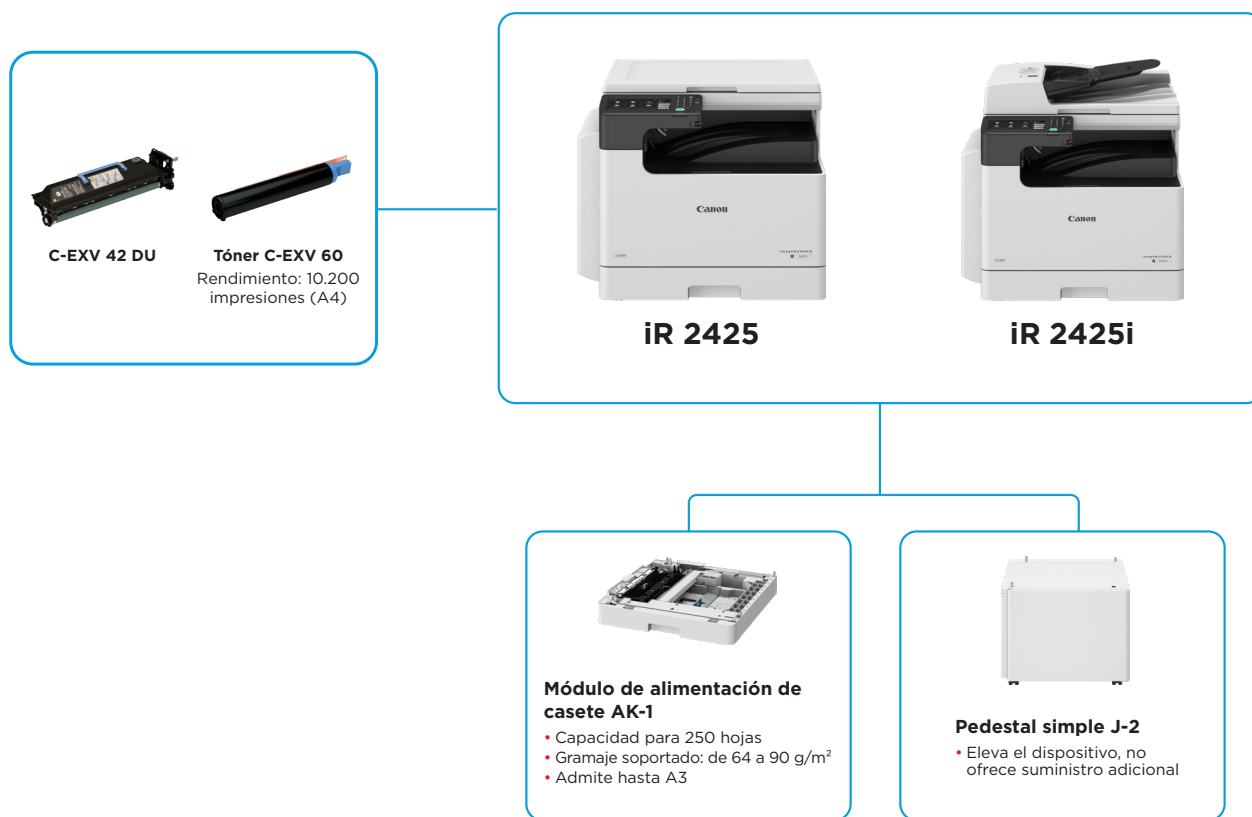 C-EXV 42 DU
Tóner C-EXV 60
Rendimiento: 10.200
impresiones (A4)
Canon
iR 2425
Canon
iR 2425i
Módulo de alimentación de
casete AK-1
• Capacidad para 250 hojas
• Gramaje soportado: de 64 a 90 g/m²
• Admite hasta A3
Pedestal simple J-2
• Eleva el dispositivo, no
ofrece suministro adicional